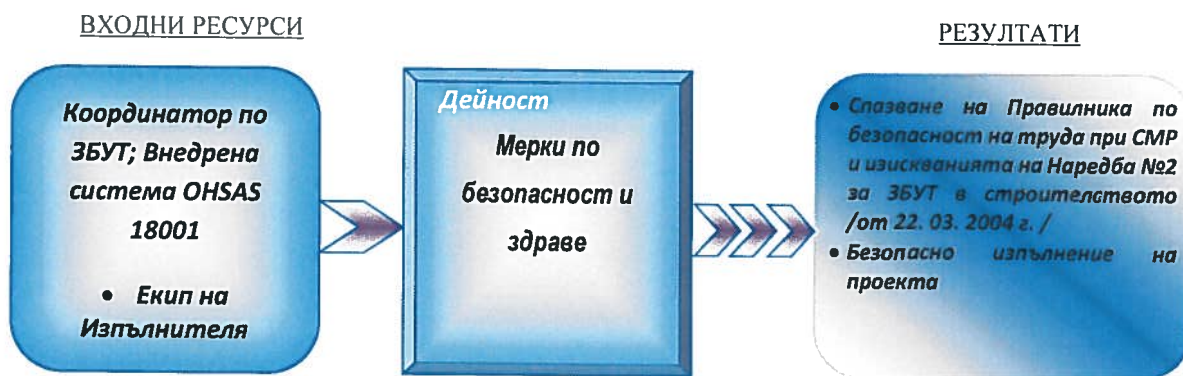 ВХОДНИ РЕСУРСИ
РЕЗУЛТАТИ
Координатор по
ЗБУТ; Внедрена
система OHSAS
18001
• Екип на
Изпълнителя
Дейност
Мерки по
безопасност и
здраве
• Спазване на Правилника по
безопасност на труда при СМР
и изискванията на Наредба №2
за ЗБУТ в строителството
/от 22. 03. 2004 г. /
• Безопасно изпълнение на
проекта